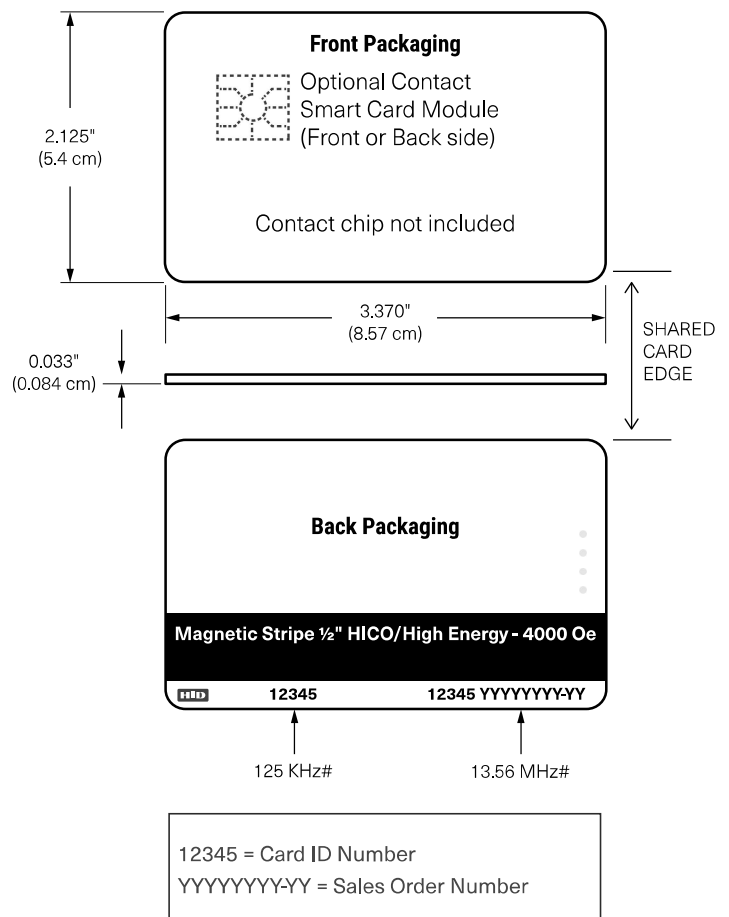 Front Packaging
Optional Contact
Smart Card Module
(Front or Back side)
2.125"
(5.4 cm)
Contact chip not included
3.370"
(8.57 cm)
SHARED
CARD
EDGE
0.033"
(0.084 cm)
Back Packaging
Magnetic Stripe ½" HICO/High Energy - 4000 Oe
HID 12345 12345 YYYYYYYY-YY
125 KHz# 13.56 MHz#
12345 = Card ID Number
YYYYYYYY-YY = Sales Order Number